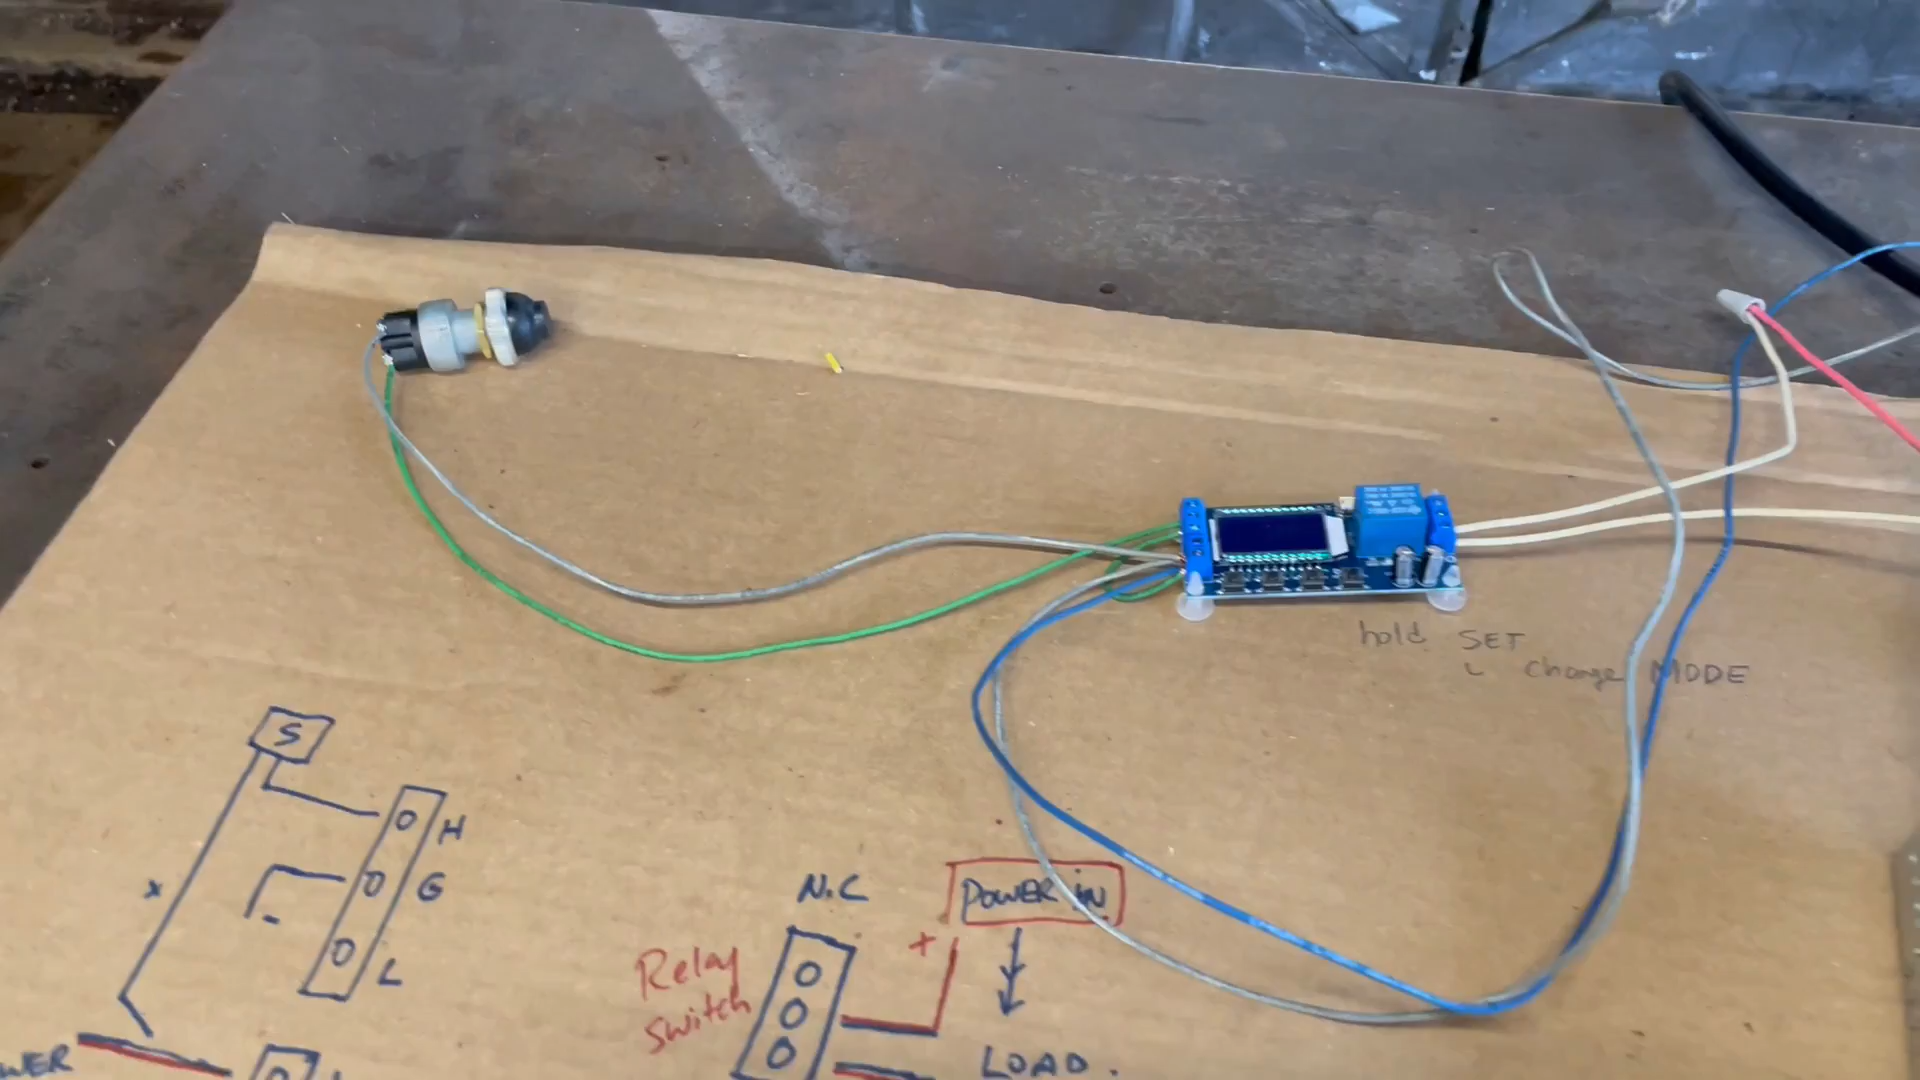 hold SET
change MODE
S
H
G
x
L
N.C
POWER IN
+
Relay
switch
LOAD.